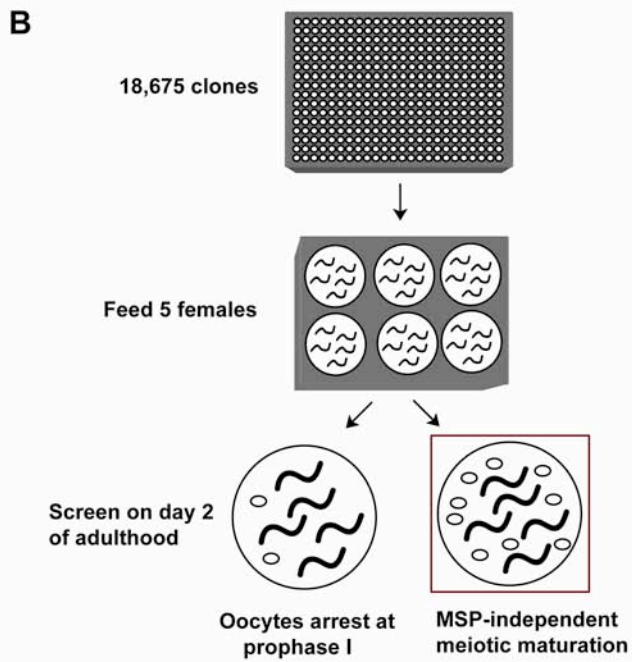 B
18,675 clones
Feed 5 females
Screen on day 2
of adulthood
Oocytes arrest at
prophase I
MSP-independent
meiotic maturation